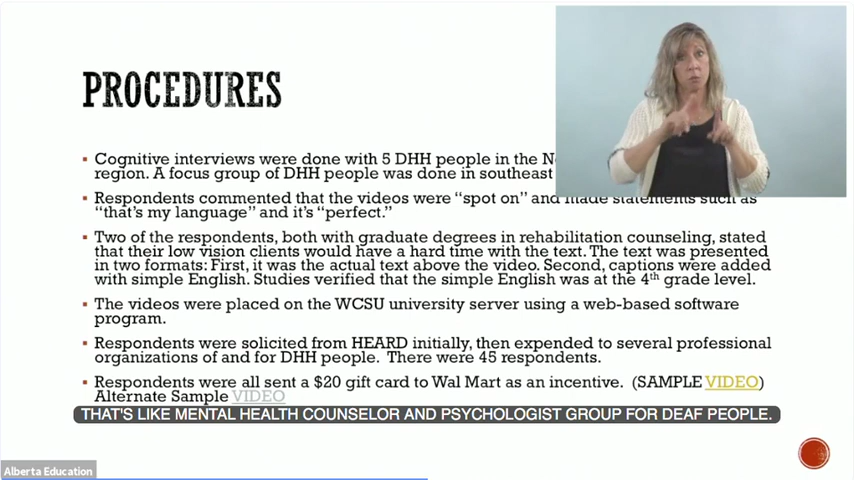 PROCEDURES
▪ Cognitive interviews were done with 5 DHH people in the
region. A focus group of DHH people was done in southeast
▪ Respondents commented that the videos were “spot on” and made statements such as
“that's my language” and it's “perfect.”
▪ Two of the respondents, both with graduate degrees in rehabilitation counseling, stated
that their low vision clients would have a hard time with the text. The text was presented
in two formats: First, it was the actual text above the video. Second, captions were added
with simple English. Studies verified that the simple English was at the 4th grade level.
▪ The videos were placed on the WCSU university server using a web-based software
program.
▪ Respondents were solicited from HEARD initially, then expended to several professional
organizations of and for DHH people. There were 45 respondents.
▪ Respondents were all sent a $20 gift card to Wal Mart as an incentive. (SAMPLE VIDEO)
Alternate Sample VIDEO
THAT'S LIKE MENTAL HEALTH COUNSELOR AND PSYCHOLOGIST GROUP FOR DEAF PEOPLE.
Alberta Education